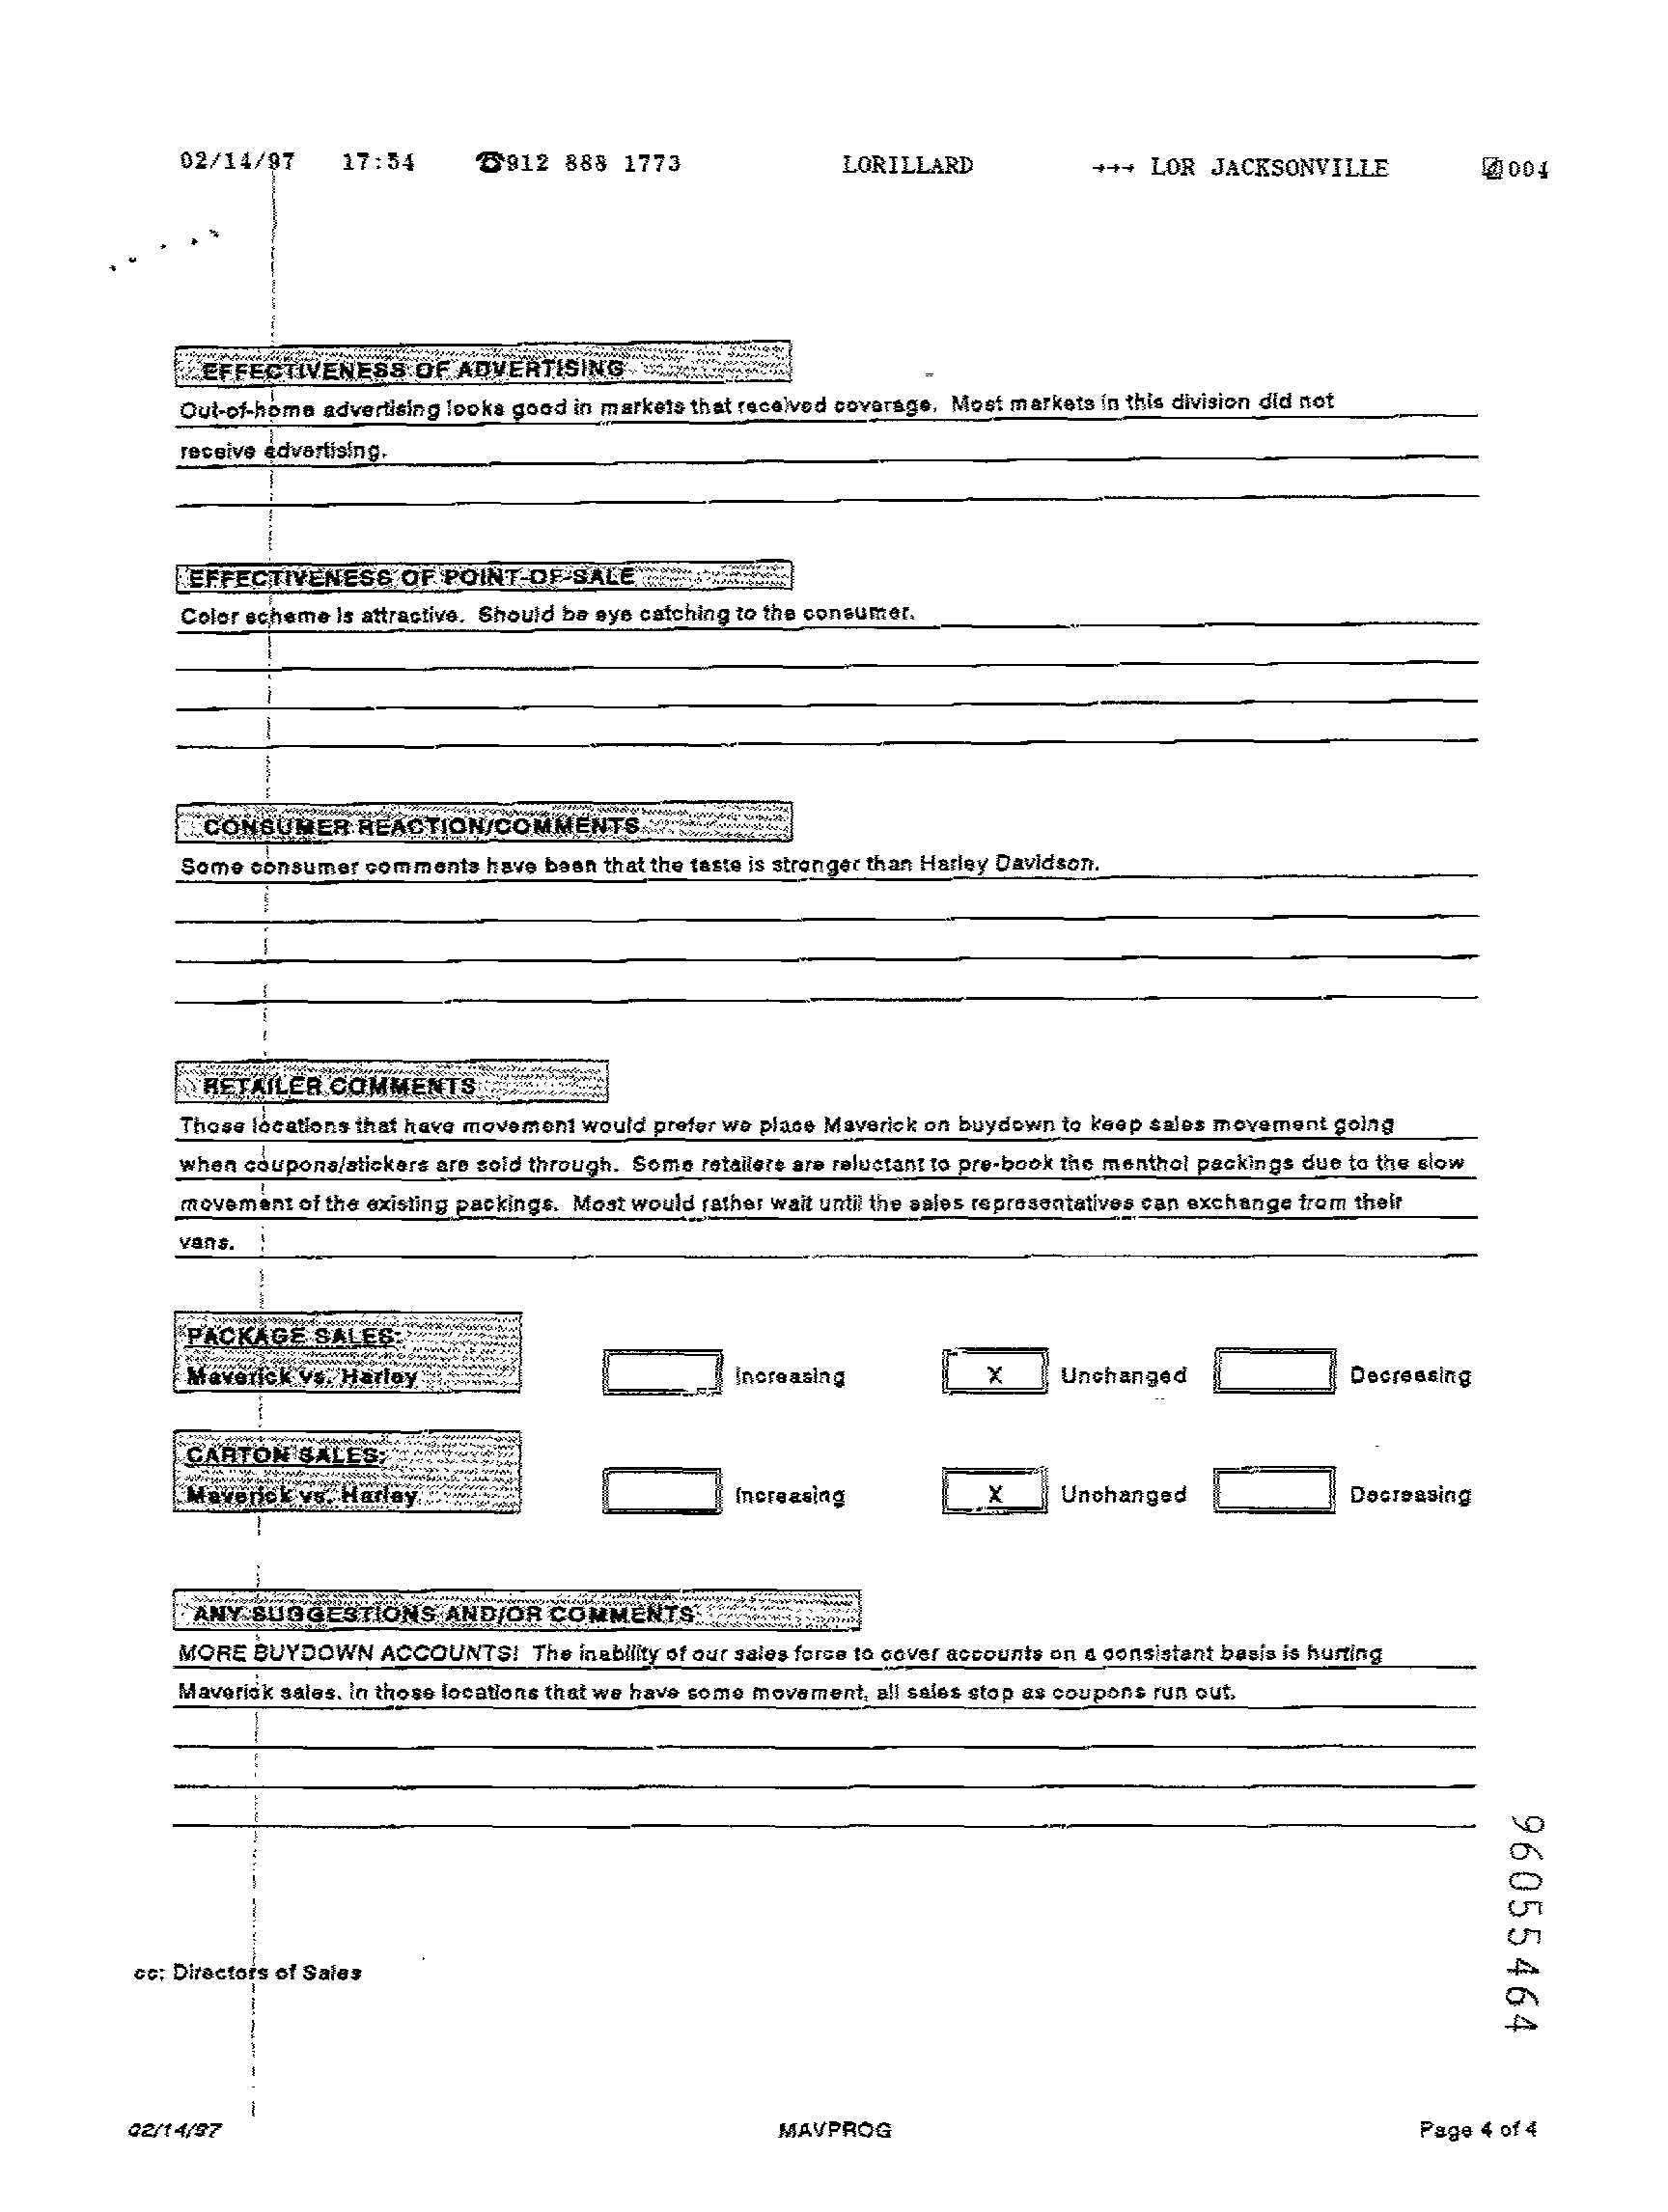 02/14/97 17:54 ☎912 888 1773 LORILLARD →→→ LOR JACKSONVILLE 004
EFFECTIVENESS OF ADVERTISING
Out-of-home advertising looks good in markets that received coverage. Most markets in this division did not
receive advertising.
EFFECTIVENESS OF POINT-OF-SALE
Color scheme is attractive. Should be eye catching to the consumer.
CONSUMER REACTION/COMMENTS
Some consumer comments have been that the taste is stronger than Harley Davidson.
RETAILER COMMENTS
Those locations that have movement would prefer we place Maverick on buydown to keep sales movement going
when coupons/stickers are sold through. Some retailers are reluctant to pre-book the menthol packings due to the slow
movement of the existing packings. Most would rather wait until the sales representatives can exchange from their
vans.
PACKAGE SALES:
Maverick vs. Harley Increasing X Unchanged Decreasing
CARTON SALES:
Maverick vs. Harley Increasing X Unchanged Decreasing
ANY SUGGESTIONS AND/OR COMMENTS
MORE BUYDOWN ACCOUNTS! The inability of our sales force to cover accounts on a consistant basis is hurting
Maverick sales. In those locations that we have some movement, all sales stop as coupons run out.
96055464
cc: Directors of Sales
02/14/97 MAVPROG Page 4 of 4